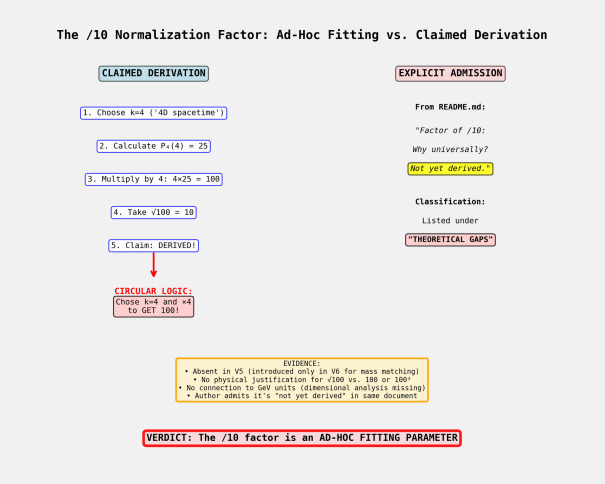 The /10 Normalization Factor: Ad-Hoc Fitting vs. Claimed Derivation
CLAIMED DERIVATION
1. Choose k=4 ('4D spacetime')
2. Calculate P₄(4) = 25
3. Multiply by 4: 4×25 = 100
4. Take √100 = 10
5. Claim: DERIVED!
CIRCULAR LOGIC:
Chose k=4 and ×4
to GET 100!
EXPLICIT ADMISSION
From README.md:
"Factor of /10:
Why universally?
Not yet derived."
Classification:
Listed under
"THEORETICAL GAPS"
EVIDENCE:
• Absent in V5 (introduced only in V6 for mass matching)
• No physical justification for √100 vs. 100 or 100²
• No connection to GeV units (dimensional analysis missing)
• Author admits it's "not yet derived" in same document
VERDICT: The /10 factor is an AD-HOC FITTING PARAMETER